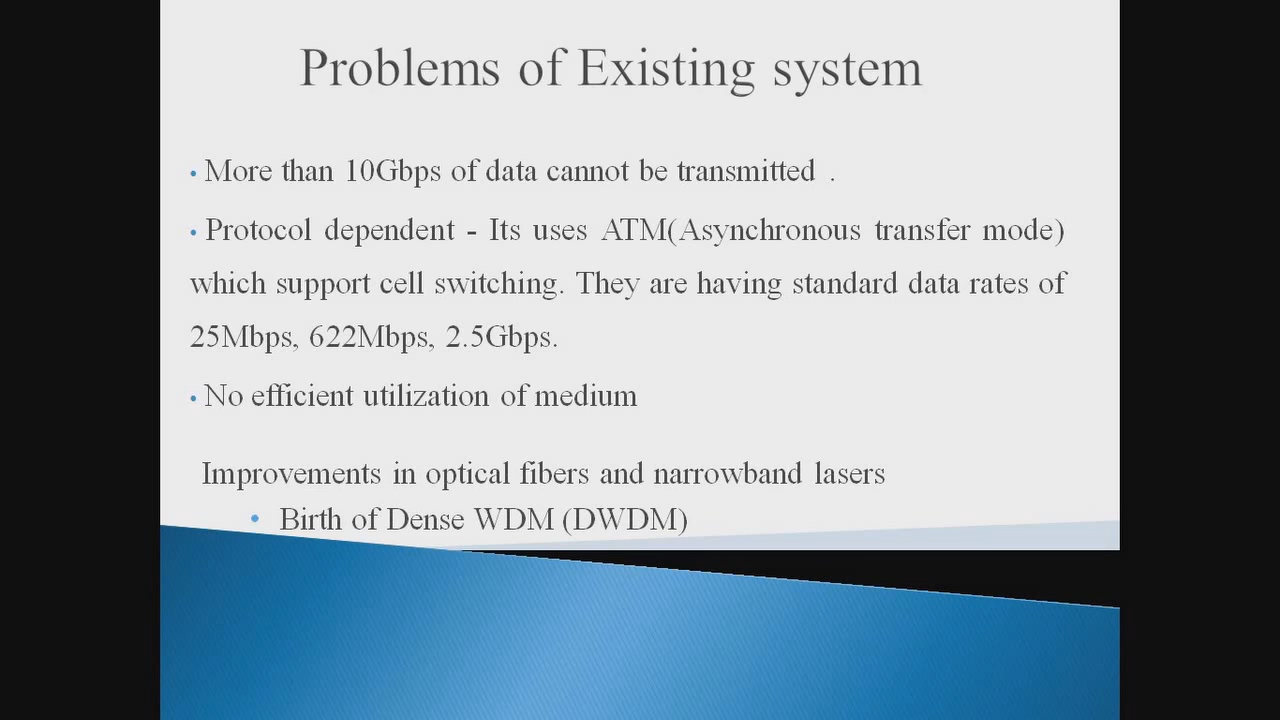 Problems of Existing system
• More than 10Gbps of data cannot be transmitted .
• Protocol dependent - Its uses ATM(Asynchronous transfer mode)
which support cell switching. They are having standard data rates of
25Mbps, 622Mbps, 2.5Gbps.
• No efficient utilization of medium
Improvements in optical fibers and narrowband lasers
• Birth of Dense WDM (DWDM)